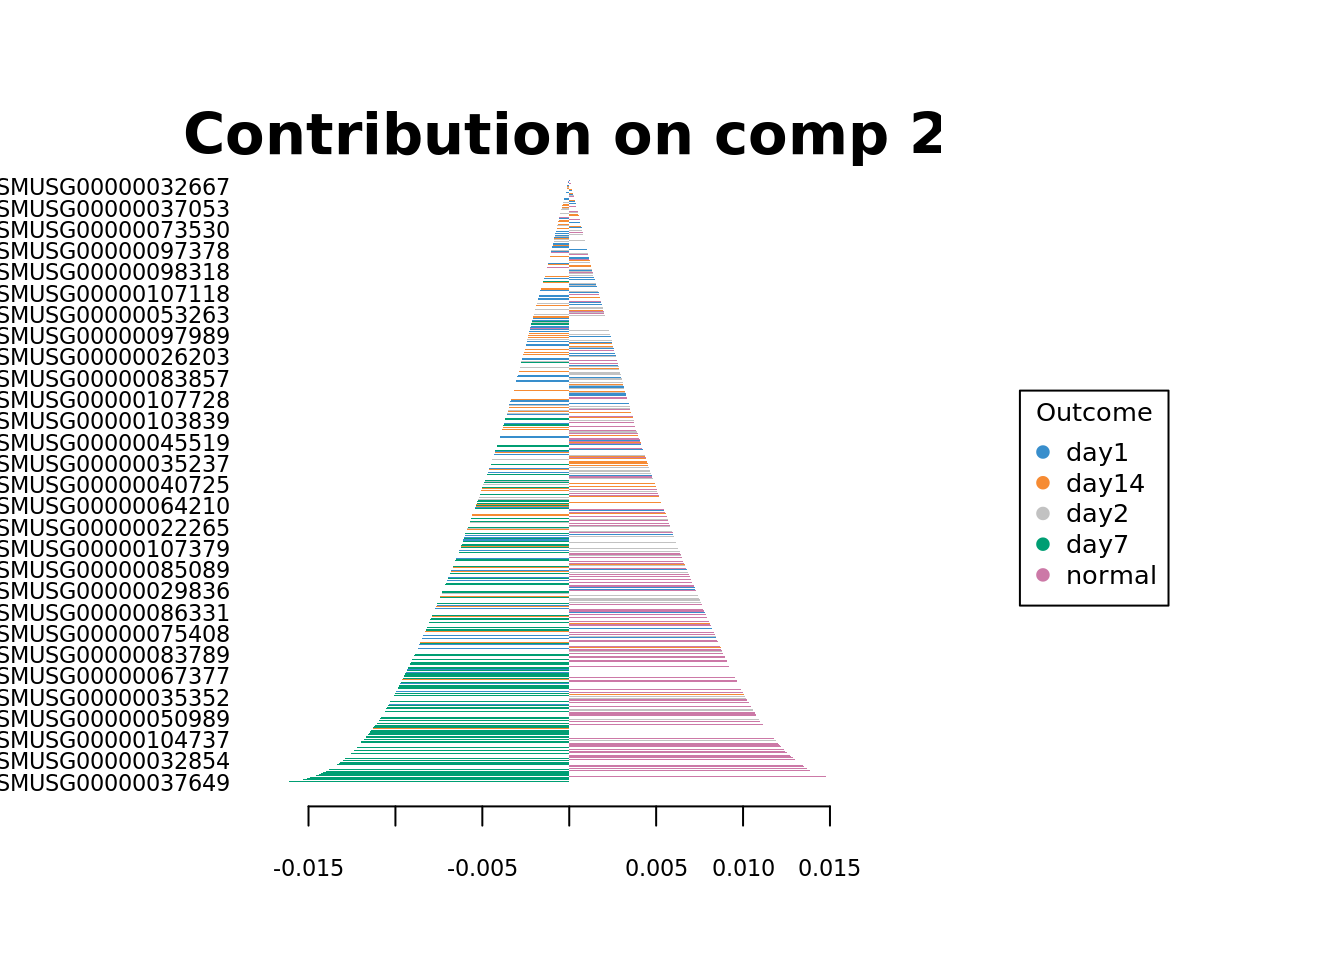 Contribution on comp 2
SMUSG00000032667
SMUSG00000037053
SMUSG00000073530
SMUSG00000097378
SMUSG00000098318
SMUSG00000107118
SMUSG00000053263
SMUSG00000097989
SMUSG00000026203
SMUSG00000083857
SMUSG00000107728
SMUSG00000103839
SMUSG00000045519
SMUSG00000035237
SMUSG00000040725
SMUSG00000064210
SMUSG00000022265
SMUSG00000107379
SMUSG00000085089
SMUSG00000029836
SMUSG00000086331
SMUSG00000075408
SMUSG00000083789
SMUSG00000067377
SMUSG00000035352
SMUSG00000050989
SMUSG00000104737
SMUSG00000032854
SMUSG00000037649
-0.015 -0.005 0.005 0.010 0.015
Outcome
day1
day14
day2
day7
normal